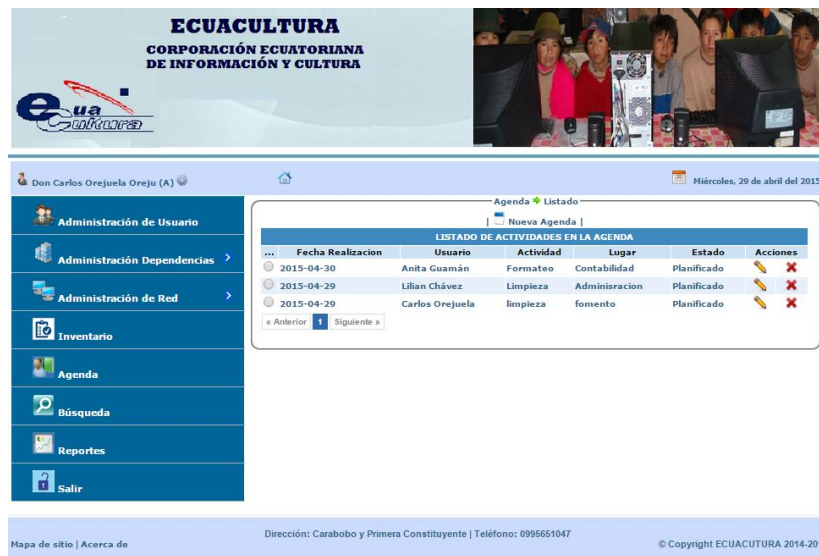 ECUACULTURA
CORPORACIÓN ECUATORIANA
DE INFORMACIÓN Y CULTURA
ecua
Cultura
Don Carlos Orejuela Oreju (A)
Miércoles, 29 de abril del 2015
Administración de Usuario
Administración Dependencias
Administración de Red
Inventario
Agenda
Búsqueda
Reportes
Salir
Agenda Listado
| Nueva Agenda |
LISTADO DE ACTIVIDADES EN LA AGENDA
... Fecha Realizacion Usuario Actividad Lugar Estado Acciones
2015-04-30 Anita Guamán Formateo Contabilidad Planificado
2015-04-29 Lilian Chávez Limpieza Adminisracion Planificado
2015-04-29 Carlos Orejuela limpieza fomento Planificado
« Anterior 1 Siguiente »
Mapa de sitio | Acerca de
Dirección: Carabobo y Primera Constituyente | Teléfono: 0995651047
© Copyright ECUACUTURA 2014-20